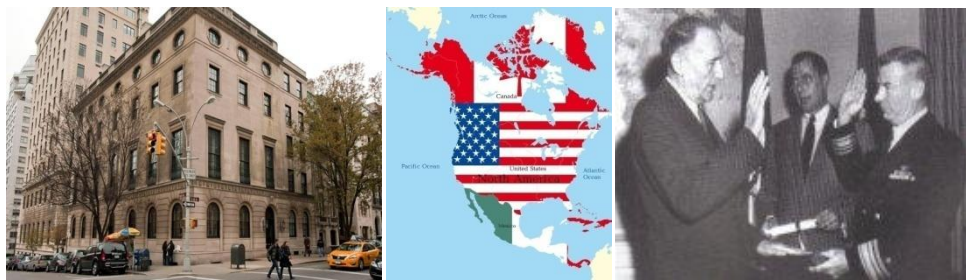 Arctic Ocean
Canada
Pacific Ocean
United States
North America
Atlantic
Ocean